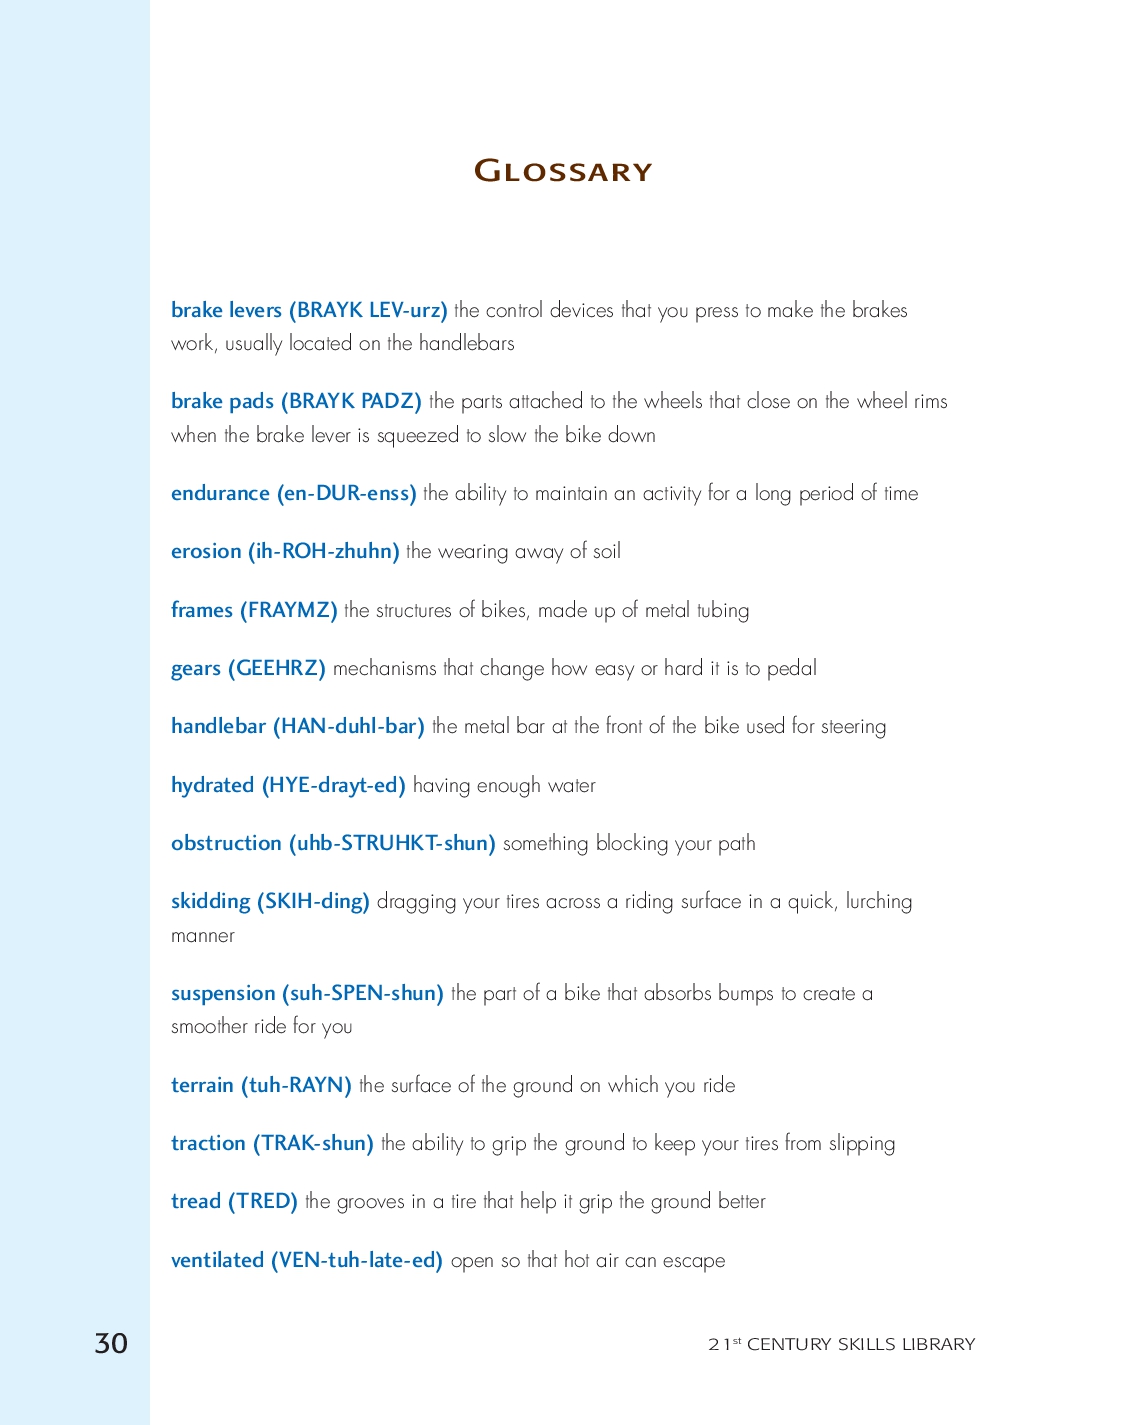 GLOSSARY
brake levers (BRAYK LEV-urz) the control devices that you press to make the brakes
work, usually located on the handlebars
brake pads (BRAYK PADZ) the parts attached to the wheels that close on the wheel rims
when the brake lever is squeezed to slow the bike down
endurance (en-DUR-enss) the ability to maintain an activity for a long period of time
erosion (ih-ROH-zhuhn) the wearing away of soil
frames (FRAYMZ) the structures of bikes, made up of metal tubing
gears (GEEHRZ) mechanisms that change how easy or hard it is to pedal
handlebar (HAN-duhl-bar) the metal bar at the front of the bike used for steering
hydrated (HYE-drayt-ed) having enough water
obstruction (uhb-STRUHKT-shun) something blocking your path
skidding (SKIH-ding) dragging your tires across a riding surface in a quick, lurching
manner
suspension (suh-SPEN-shun) the part of a bike that absorbs bumps to create a
smoother ride for you
terrain (tuh-RAYN) the surface of the ground on which you ride
traction (TRAK-shun) the ability to grip the ground to keep your tires from slipping
tread (TRED) the grooves in a tire that help it grip the ground better
ventilated (VEN-tuh-late-ed) open so that hot air can escape
30
21st CENTURY SKILLS LIBRARY